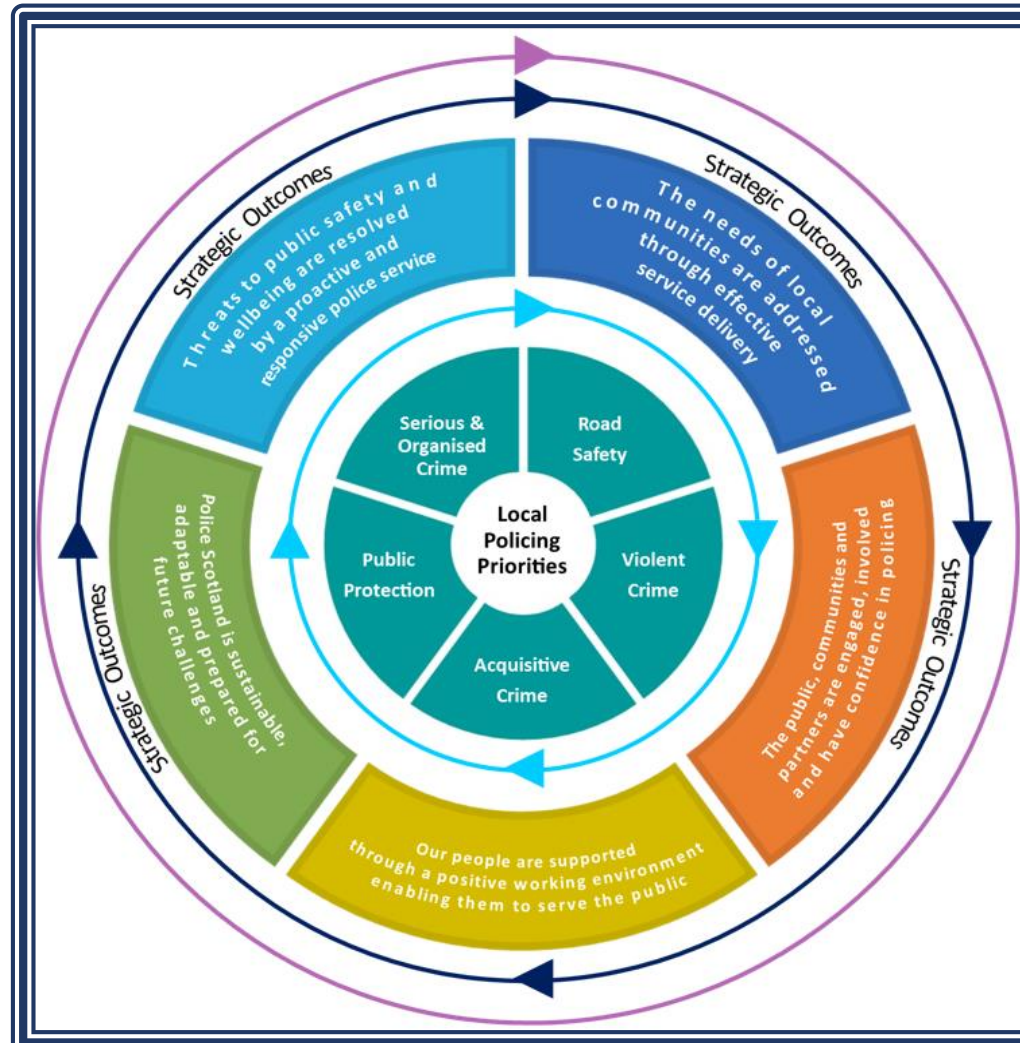 Strategic Outcomes
Threats to public safety and
wellbeing are resolved
by a proactive and
responsive police service
Strategic Outcomes
The needs of local
communities are addressed
through effective
service delivery
Strategic Outcomes
The public, communities and
partners are engaged, involved
and have confidence in policing
Our people are supported
through a positive working environment
enabling them to serve the public
Strategic Outcomes
Police Scotland is sustainable,
adaptable and prepared for
future challenges
Local
Policing
Priorities
Serious &
Organised
Crime
Road
Safety
Violent
Crime
Acquisitive
Crime
Public
Protection